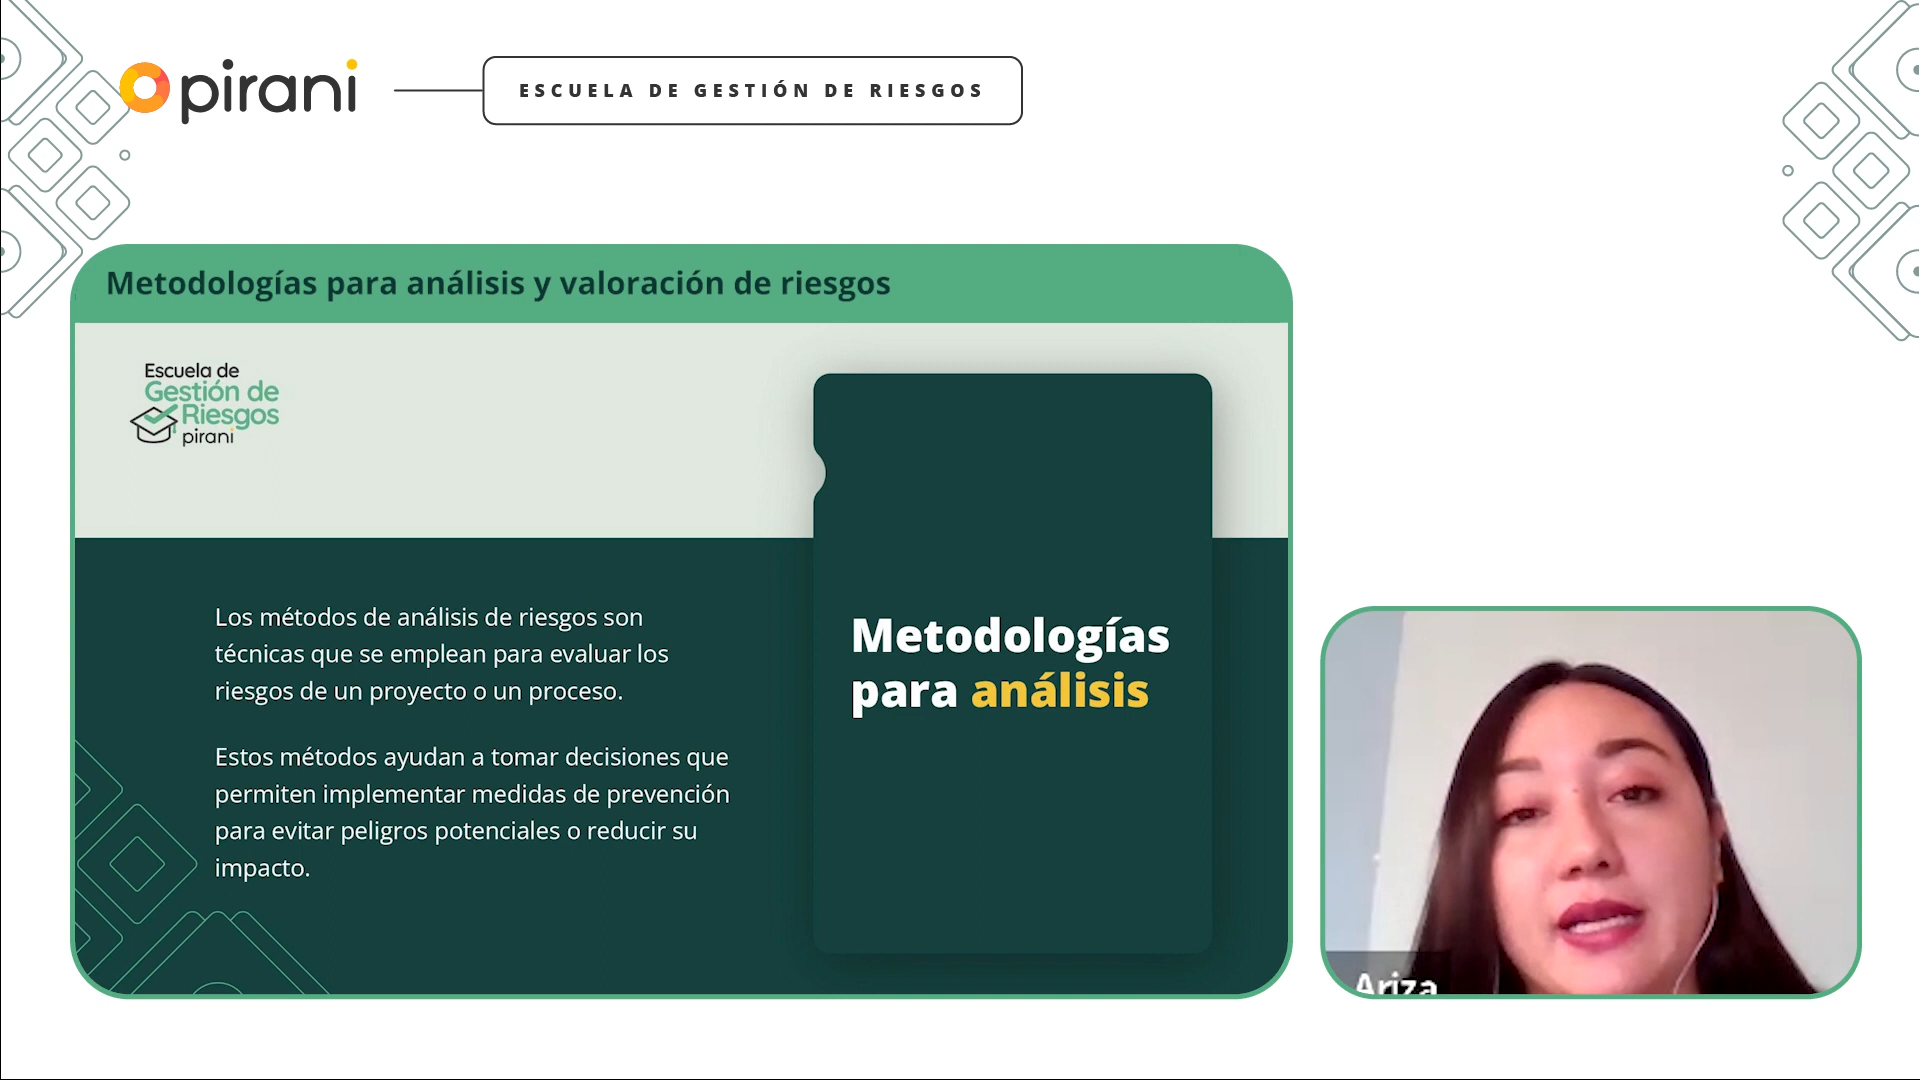 pirani
ESCUELA DE GESTIÓN DE RIESGOS
Metodologías para análisis y valoración de riesgos
Escuela de
Gestión de
Riesgos
pirani
Los métodos de análisis de riesgos son
técnicas que se emplean para evaluar los
riesgos de un proyecto o un proceso.
Estos métodos ayudan a tomar decisiones que
permiten implementar medidas de prevención
para evitar peligros potenciales o reducir su
impacto.
Metodologías
para análisis
Ariza